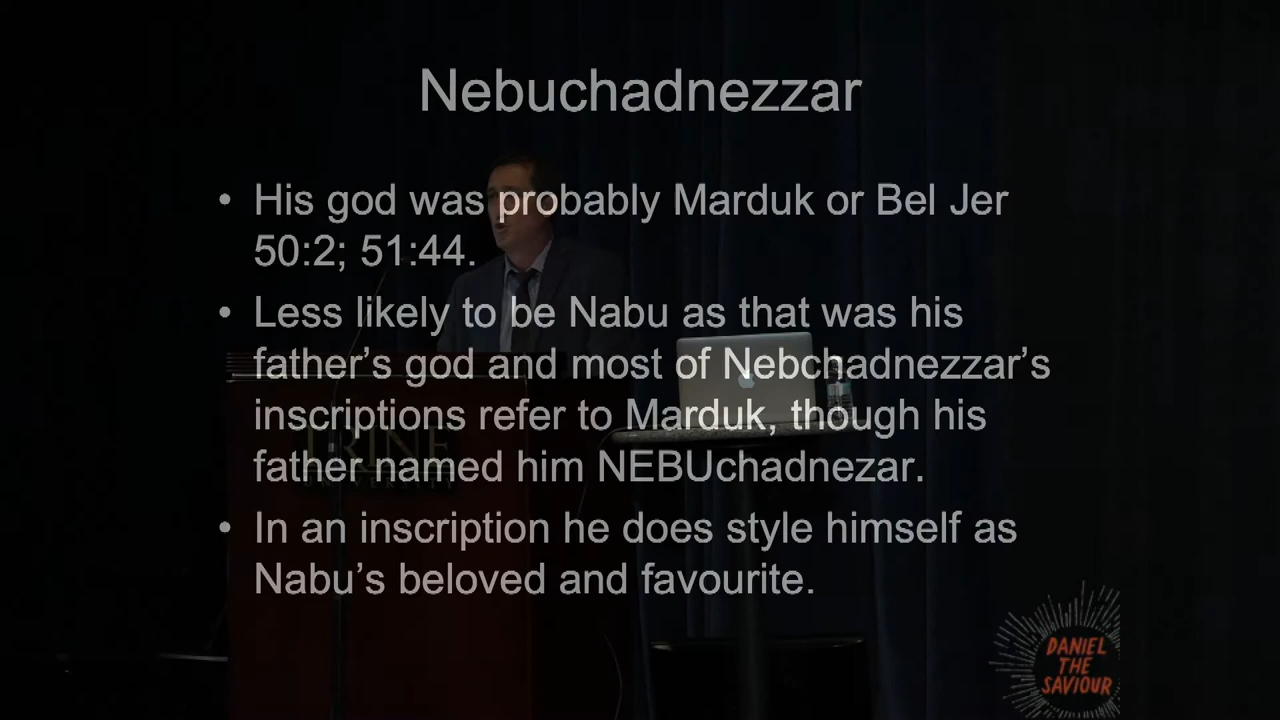 Nebuchadnezzar
• His god was probably Marduk or Bel Jer
50:2; 51:44.
• Less likely to be Nabu as that was his
father’s god and most of Nebchadnezzar’s
inscriptions refer to Marduk, though his
father named him NEBUchadnezar.
• In an inscription he does style himself as
Nabu’s beloved and favourite.
TRINE
UNIVERSITY
DANIEL
THE
SAVIOUR